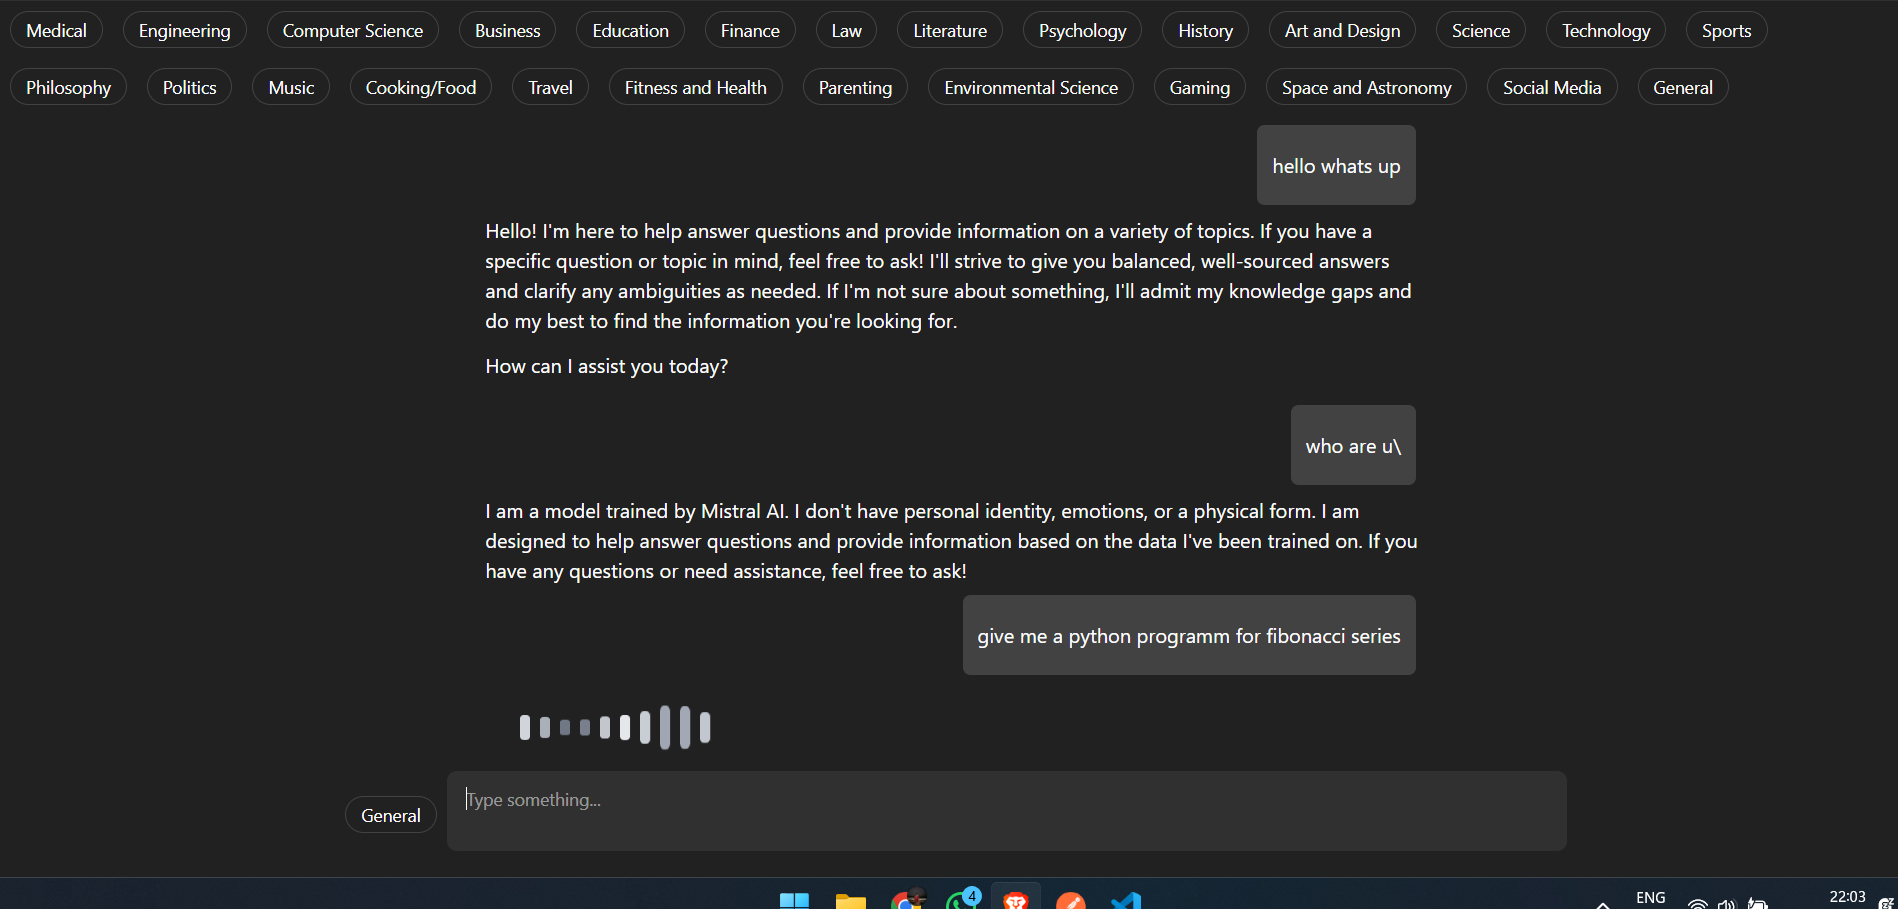 Medical Engineering Computer Science Business Education Finance Law Literature Psychology History Art and Design Science Technology Sports
Philosophy Politics Music Cooking/Food Travel Fitness and Health Parenting Environmental Science Gaming Space and Astronomy Social Media General
hello whats up
Hello! I'm here to help answer questions and provide information on a variety of topics. If you have a
specific question or topic in mind, feel free to ask! I'll strive to give you balanced, well-sourced answers
and clarify any ambiguities as needed. If I'm not sure about something, I'll admit my knowledge gaps and
do my best to find the information you're looking for.
How can I assist you today?
who are u\
I am a model trained by Mistral AI. I don't have personal identity, emotions, or a physical form. I am
designed to help answer questions and provide information based on the data I've been trained on. If you
have any questions or need assistance, feel free to ask!
give me a python programm for fibonacci series
Type something...
General
4
ENG
22:03